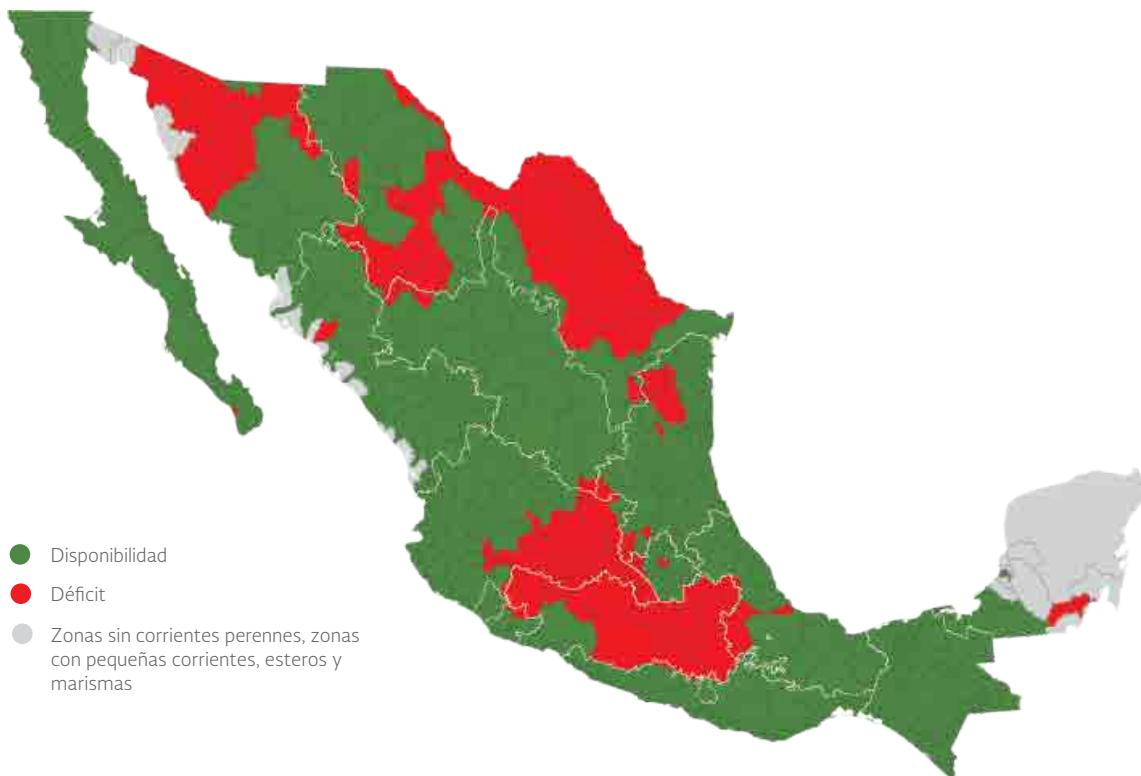 Disponibilidad
Déficit
Zonas sin corrientes perennes, zonas
con pequeñas corrientes, esteros y
marismas